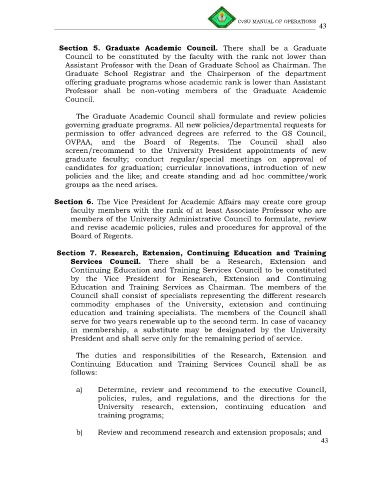 CvSU MANUAL OF OPERATIONS
43
Section 5. Graduate Academic Council. There shall be a Graduate
Council to be constituted by the faculty with the rank not lower than
Assistant Professor with the Dean of Graduate School as Chairman. The
Graduate School Registrar and the Chairperson of the department
offering graduate programs whose academic rank is lower than Assistant
Professor shall be non-voting members of the Graduate Academic
Council.
The Graduate Academic Council shall formulate and review policies
governing graduate programs. All new policies/departmental requests for
permission to offer advanced degrees are referred to the GS Council,
OVPAA, and the Board of Regents. The Council shall also
screen/recommend to the University President appointments of new
graduate faculty; conduct regular/special meetings on approval of
candidates for graduation; curricular innovations, introduction of new
policies and the like; and create standing and ad hoc committee/work
groups as the need arises.
Section 6. The Vice President for Academic Affairs may create core group
faculty members with the rank of at least Associate Professor who are
members of the University Administrative Council to formulate, review
and revise academic policies, rules and procedures for approval of the
Board of Regents.
Section 7. Research, Extension, Continuing Education and Training
Services Council. There shall be a Research, Extension and
Continuing Education and Training Services Council to be constituted
by the Vice President for Research, Extension and Continuing
Education and Training Services as Chairman. The members of the
Council shall consist of specialists representing the different research
commodity emphases of the University, extension and continuing
education and training specialists. The members of the Council shall
serve for two years renewable up to the second term. In case of vacancy
in membership, a substitute may be designated by the University
President and shall serve only for the remaining period of service.
The duties and responsibilities of the Research, Extension and
Continuing Education and Training Services Council shall be as
follows:
a) Determine, review and recommend to the executive Council,
policies, rules, and regulations, and the directions for the
University research, extension, continuing education and
training programs;
b) Review and recommend research and extension proposals; and
43